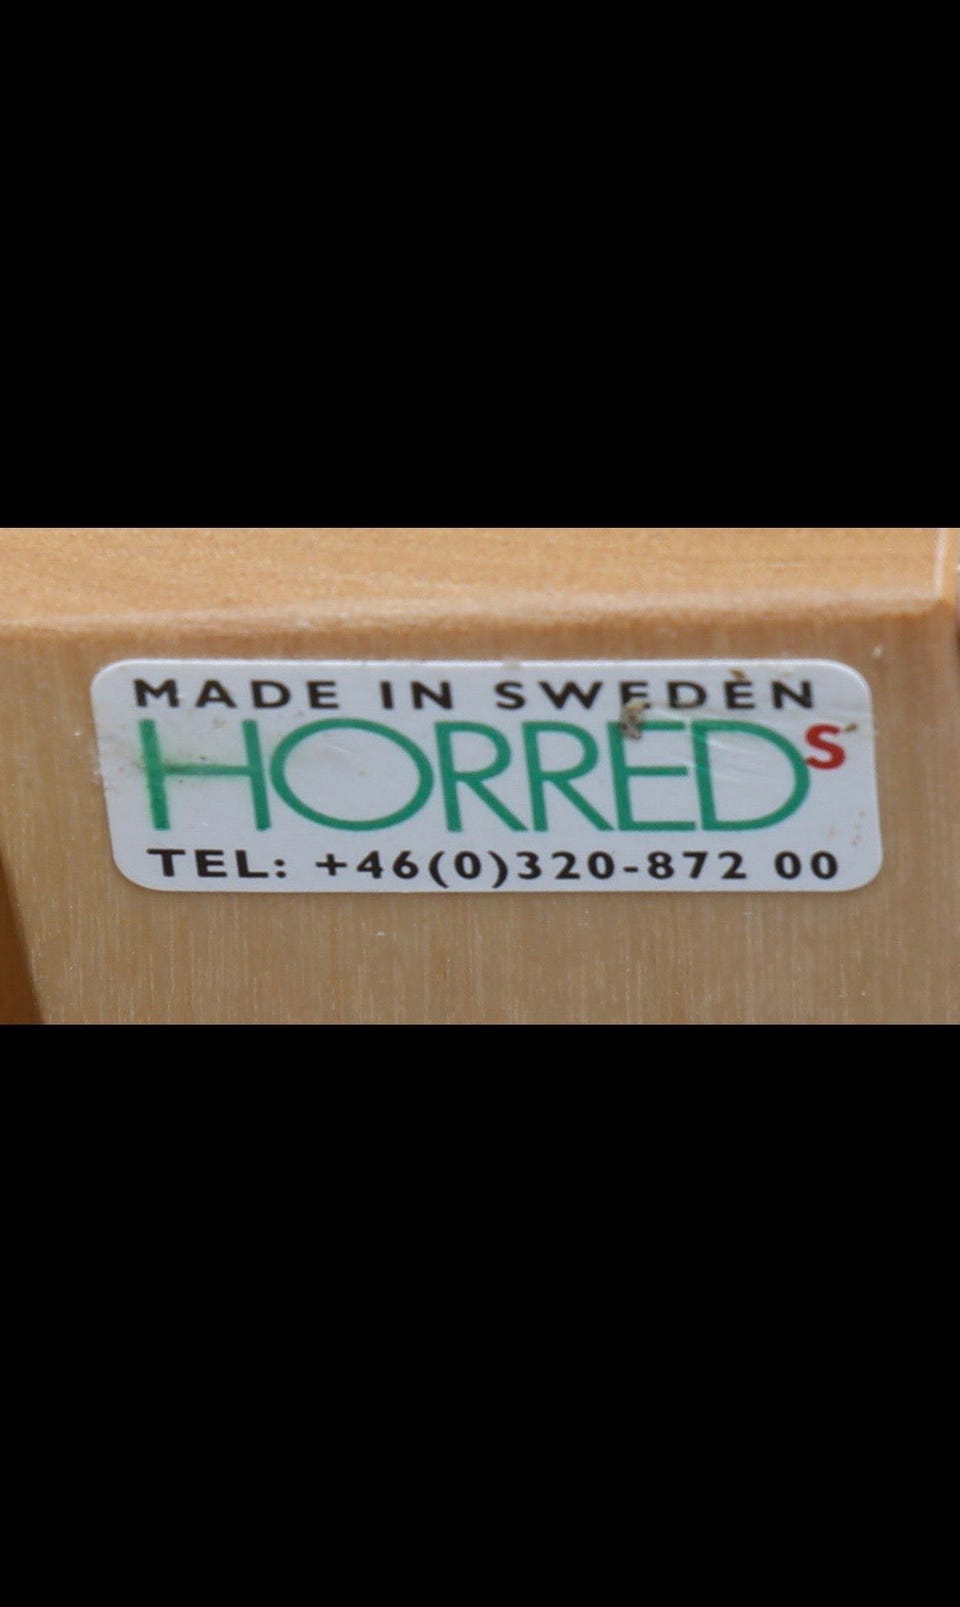 MADE IN SWEDEN
HORREDS
TEL: +46(0)320-872 00